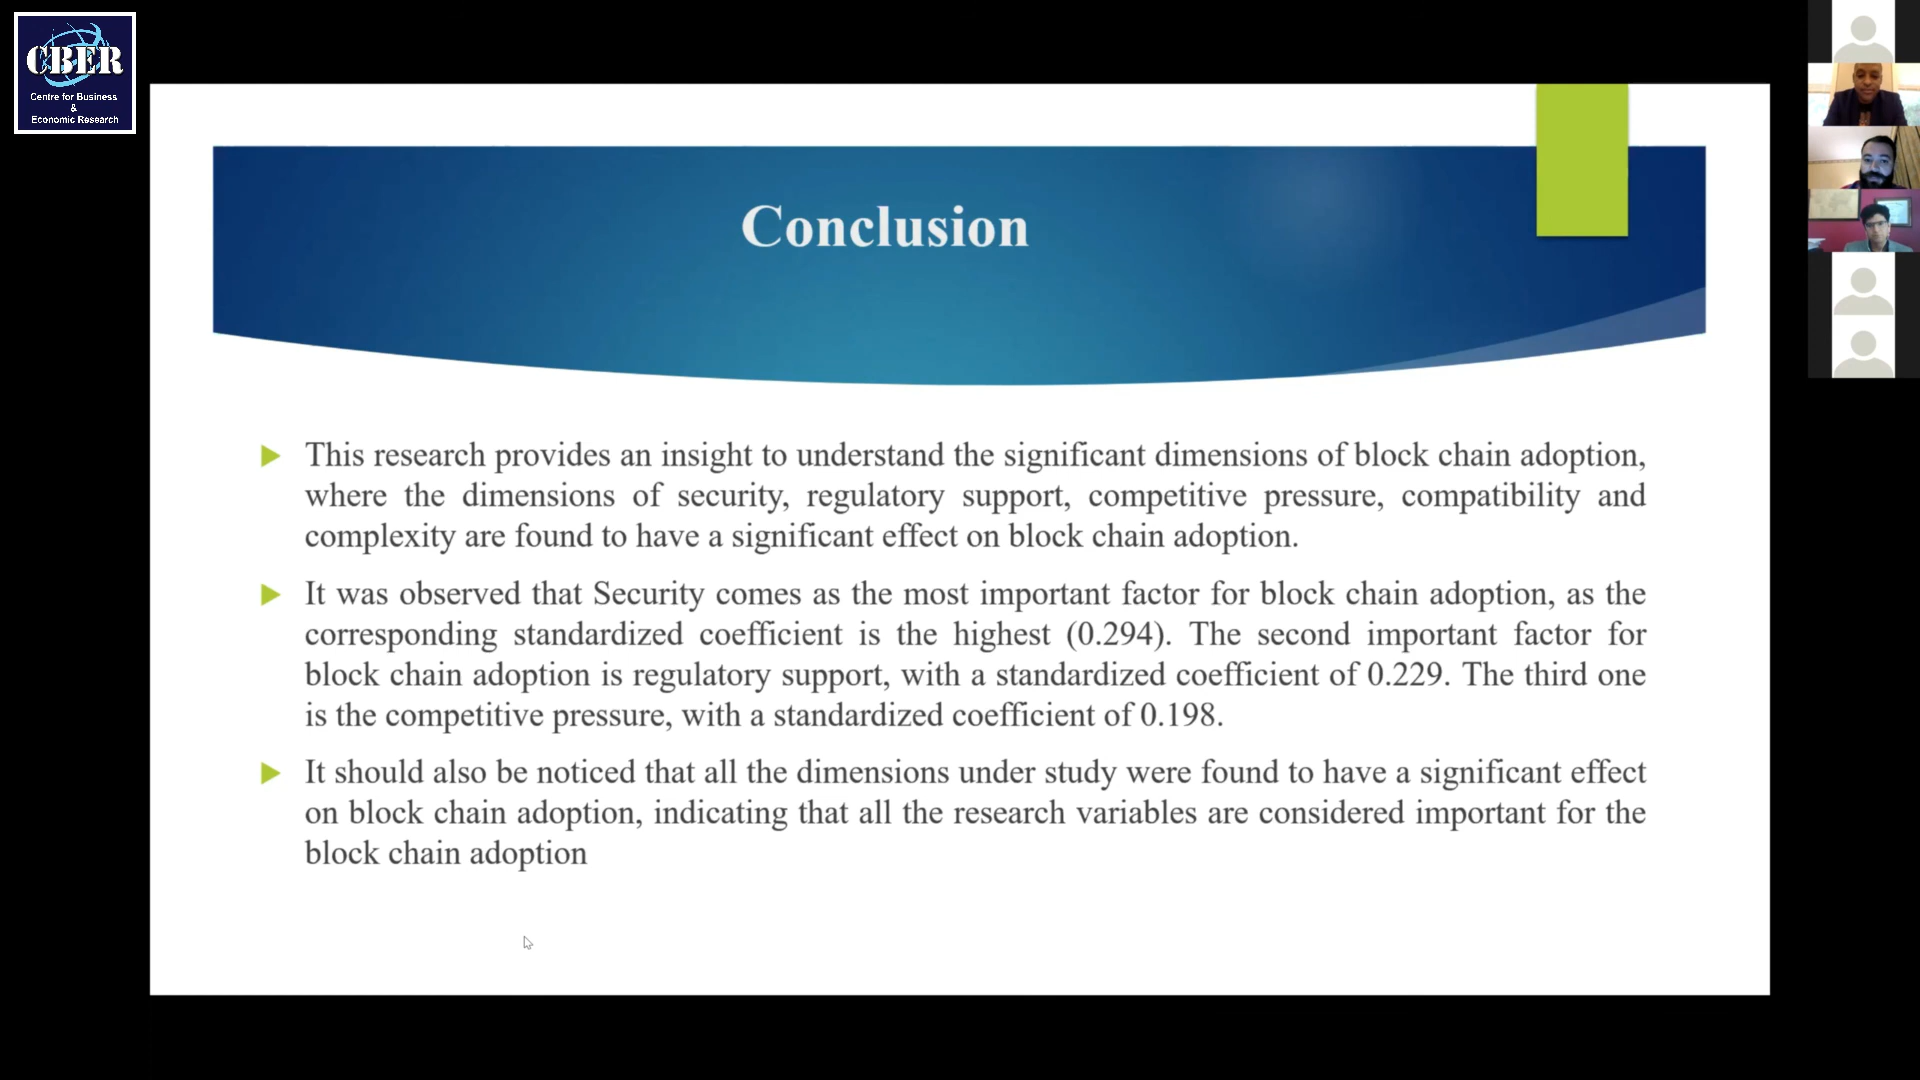 CBER
Centre for Business
&
Economic Research
Conclusion
This research provides an insight to understand the significant dimensions of block chain adoption,
where the dimensions of security, regulatory support, competitive pressure, compatibility and
complexity are found to have a significant effect on block chain adoption.
It was observed that Security comes as the most important factor for block chain adoption, as the
corresponding standardized coefficient is the highest (0.294). The second important factor for
block chain adoption is regulatory support, with a standardized coefficient of 0.229. The third one
is the competitive pressure, with a standardized coefficient of 0.198.
It should also be noticed that all the dimensions under study were found to have a significant effect
on block chain adoption, indicating that all the research variables are considered important for the
block chain adoption